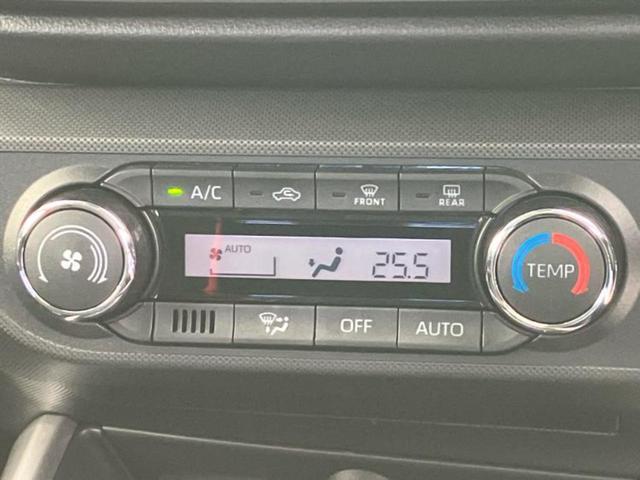 A/C
FRONT
REAR
AUTO
25.5
TEMP
OFF
AUTO